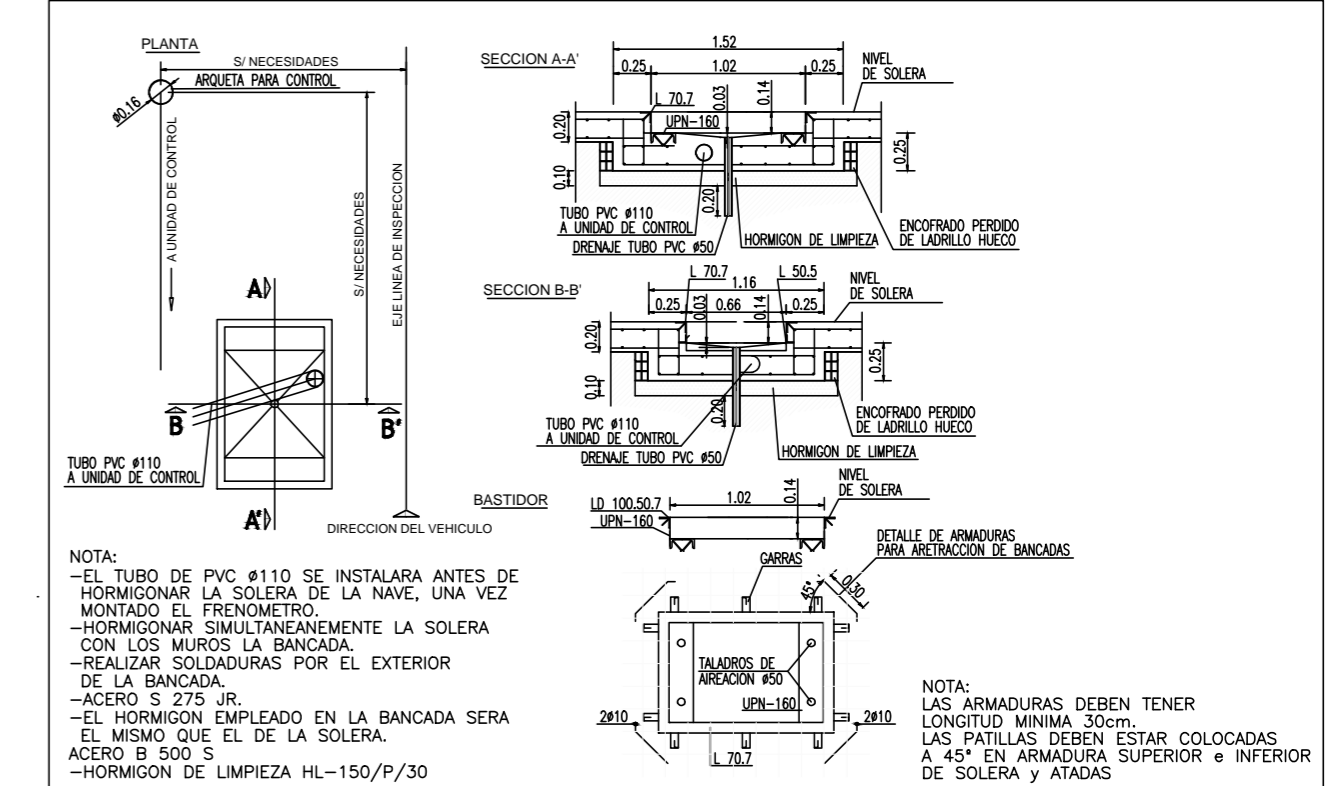 PLANTA
S/ NECESIDADES
ARQUETA PARA CONTROL
ø0.16
A UNIDAD DE CONTROL
S/ NECESIDADES
EJE LINEA DE INSPECCION
A
B
B'
A'
TUBO PVC ø110
A UNIDAD DE CONTROL
DIRECCION DEL VEHICULO
SECCION A-A'
1.52
0.25
1.02
0.25
NIVEL
DE SOLERA
L 70.7
0.03
0.14
UPN-160
0.20
0.25
0.10
0.20
TUBO PVC ø110
A UNIDAD DE CONTROL
DRENAJE TUBO PVC ø50
HORMIGON DE LIMPIEZA
ENCOFRADO PERDIDO
DE LADRILLO HUECO
SECCION B-B'
L 70.7
L 50.5
1.16
0.25
0.66
0.25
NIVEL
DE SOLERA
0.03
0.14
0.20
0.25
0.10
0.20
TUBO PVC ø110
A UNIDAD DE CONTROL
DRENAJE TUBO PVC ø50
HORMIGON DE LIMPIEZA
ENCOFRADO PERDIDO
DE LADRILLO HUECO
BASTIDOR
LD 100.50.7
UPN-160
1.02
0.14
NIVEL
DE SOLERA
GARRAS
DETALLE DE ARMADURAS
PARA ARETRACCION DE BANCADAS
45°
0.30
TALADROS DE
AIREACIÓN ø50
UPN-160
2ø10
2ø10
L 70.7
NOTA:
-EL TUBO DE PVC ø110 SE INSTALARA ANTES DE
HORMIGONAR LA SOLERA DE LA NAVE, UNA VEZ
MONTADO EL FRENOMETRO.
-HORMIGONAR SIMULTANEANEMENTE LA SOLERA
CON LOS MUROS LA BANCADA.
-REALIZAR SOLDADURAS POR EL EXTERIOR
DE LA BANCADA.
-ACERO S 275 JR.
-EL HORMIGON EMPLEADO EN LA BANCADA SERA
EL MISMO QUE EL DE LA SOLERA.
ACERO B 500 S
-HORMIGON DE LIMPIEZA HL-150/P/30
NOTA:
LAS ARMADURAS DEBEN TENER
LONGITUD MINIMA 30cm.
LAS PATILLAS DEBEN ESTAR COLOCADAS
A 45° EN ARMADURA SUPERIOR e INFERIOR
DE SOLERA y ATADAS